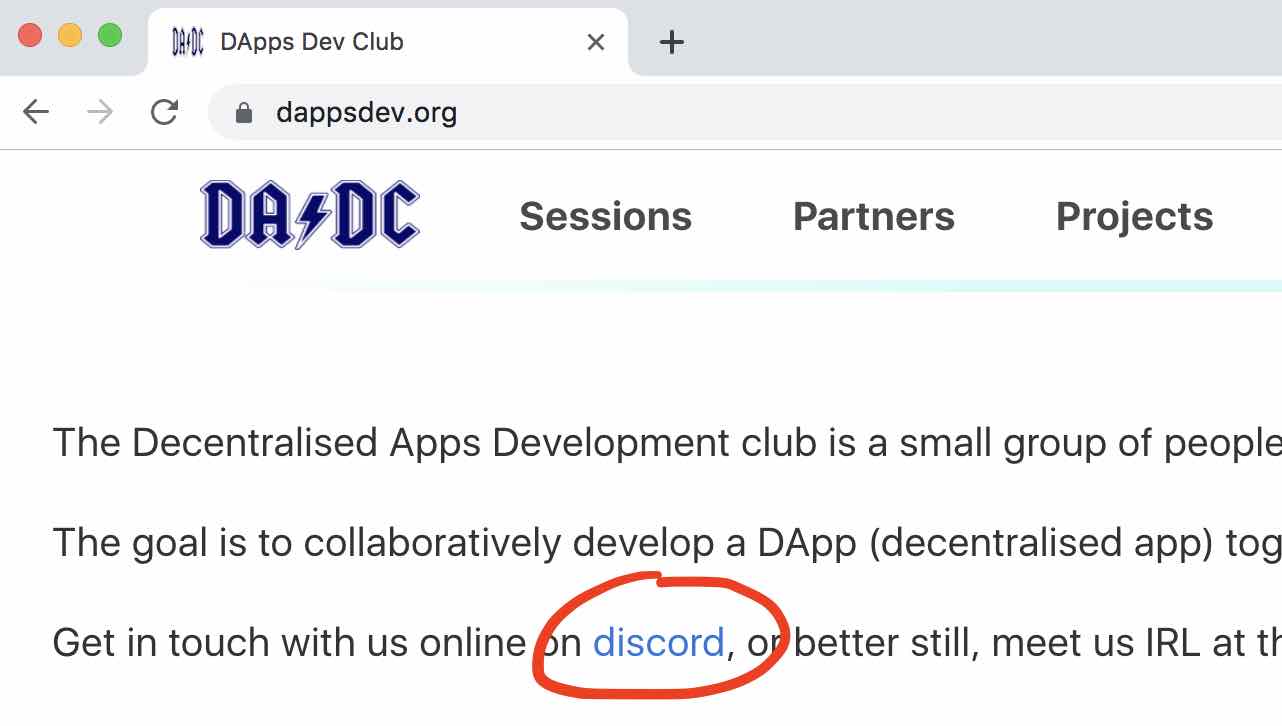 DA DC DApps Dev Club
dappsdev.org
DA DC Sessions Partners Projects
The Decentralised Apps Development club is a small group of people
The goal is to collaboratively develop a DApp (decentralised app) tog
Get in touch with us online on discord, or better still, meet us IRL at th